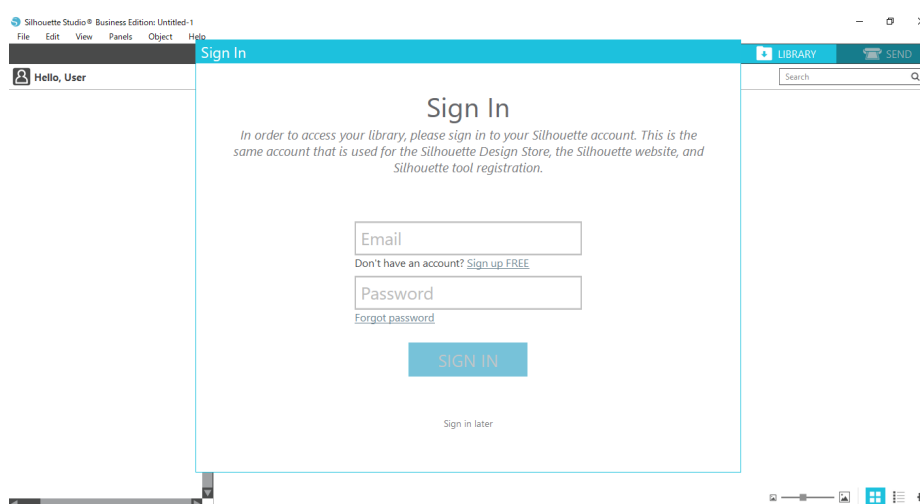 Silhouette Studio® Business Edition: Untitled-1
File Edit View Panels Object Help
Sign In
LIBRARY
SEND
Hello, User
Search
Sign In
In order to access your library, please sign in to your Silhouette account. This is the
same account that is used for the Silhouette Design Store, the Silhouette website, and
Silhouette tool registration.
Email
Don't have an account? Sign up FREE
Password
Forgot password
SIGN IN
Sign in later